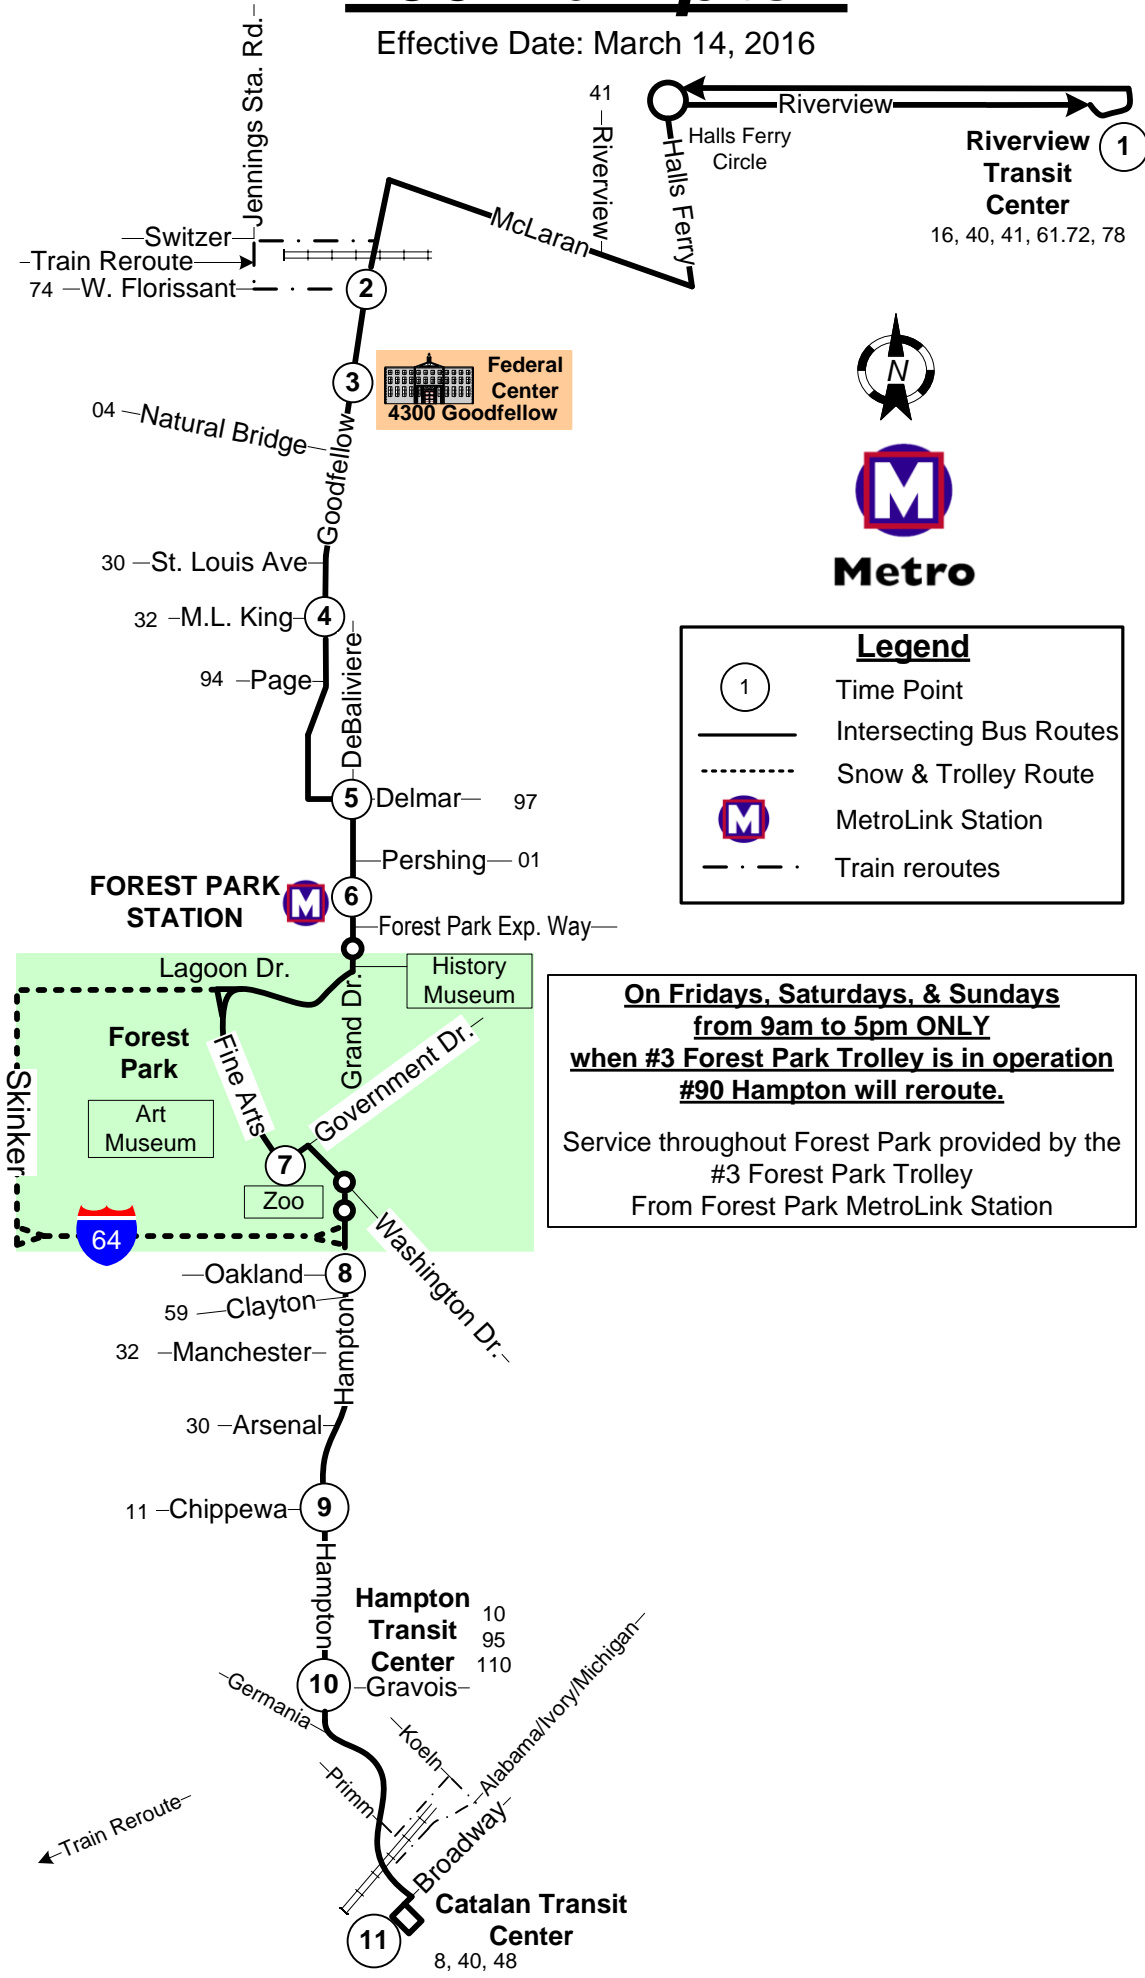 Effective Date: March 14, 2016
Jennings Sta. Rd.
41
Riverview
Halls Ferry
Circle
Halls Ferry
Riverview
Riverview
Transit
Center
1
16, 40, 41, 61.72, 78
McLaran
Switzer
Train Reroute
74 W. Florissant
2
3
Federal
Center
4300 Goodfellow
N
04 Natural Bridge
Goodfellow
M
Metro
30 St. Louis Ave
32 M.L. King
4
94 Page
DeBaliviere
5
Delmar 97
Pershing 01
FOREST PARK
STATION
M
6
Forest Park Exp. Way
Legend
1 Time Point
Intersecting Bus Routes
Snow & Trolley Route
M MetroLink Station
Train reroutes
Lagoon Dr.
History
Museum
Grand Dr.
Forest
Park
Fine Arts
Government Dr.
Skinker
Art
Museum
7
Zoo
64
Washington Dr.
On Fridays, Saturdays, & Sundays
from 9am to 5pm ONLY
when #3 Forest Park Trolley is in operation
#90 Hampton will reroute.
Service throughout Forest Park provided by the
#3 Forest Park Trolley
From Forest Park MetroLink Station
Oakland
8
59 Clayton
32 Manchester
Hampton
30 Arsenal
11 Chippewa
9
Hampton
Hampton
Transit
Center
10
95
110
10
Gravois
Germania
Koeln
Alabama/Ivory/Michigan
Primm
Train Reroute
Broadway
Catalan Transit
Center
11
8, 40, 48